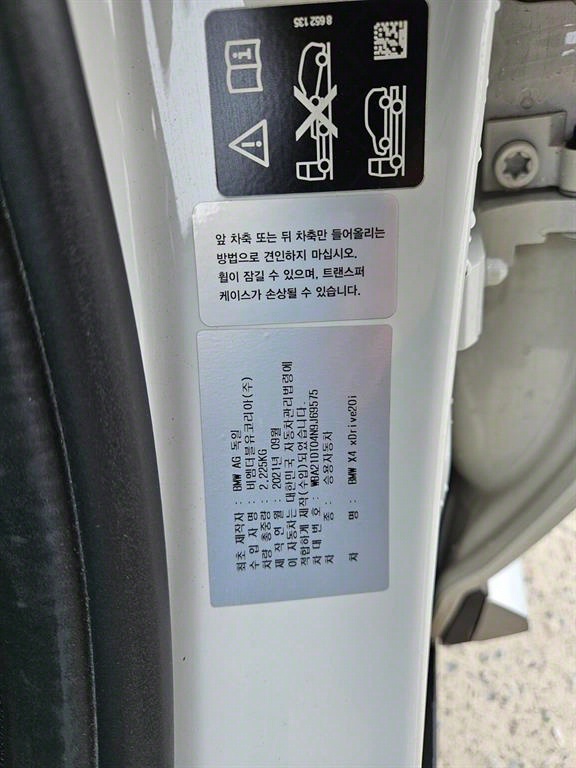 8 652 135
앞 차축 또는 뒤 차축만 들어올리는
방법으로 견인하지 마십시오.
휠이 잠길 수 있으며, 트랜스퍼
케이스가 손상될 수 있습니다.
최초 제작자 : BMW AG 독일
수 입 자 명 : 비엠더블유코리아(주)
차량 총중량 : 2,225KG
제 작 연 월 : 2021년 09월
이 자동차는 대한민국 자동차관리법령에
적합하게 제작(수입)되었습니다.
차 대 번 호 : WBA21DT04N9J69575
차 종 : 승용자동차
차 명 : BMW X4 xDrive20i